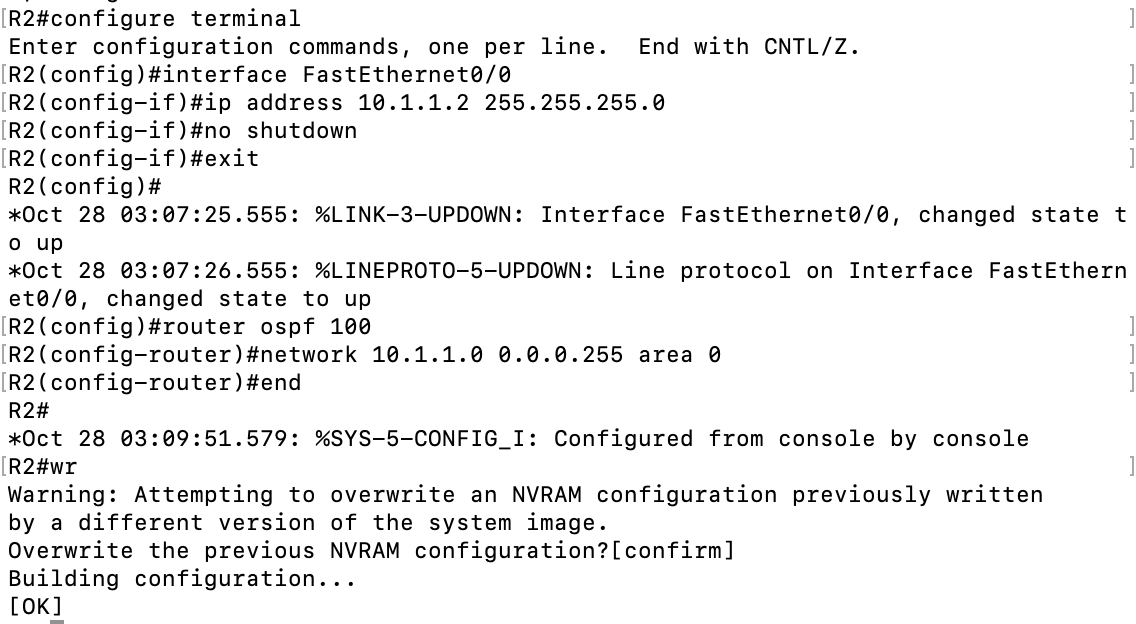 [R2#configure terminal ]
Enter configuration commands, one per line.  End with CNTL/Z.
[R2(config)#interface FastEthernet0/0 ]
[R2(config-if)#ip address 10.1.1.2 255.255.255.0 ]
[R2(config-if)#no shutdown ]
[R2(config-if)#exit ]
R2(config)#
*Oct 28 03:07:25.555: %LINK-3-UPDOWN: Interface FastEthernet0/0, changed state t
o up
*Oct 28 03:07:26.555: %LINEPROTO-5-UPDOWN: Line protocol on Interface FastEthern
et0/0, changed state to up
[R2(config)#router ospf 100 ]
[R2(config-router)#network 10.1.1.0 0.0.0.255 area 0 ]
[R2(config-router)#end ]
R2#
*Oct 28 03:09:51.579: %SYS-5-CONFIG_I: Configured from console by console
[R2#wr ]
Warning: Attempting to overwrite an NVRAM configuration previously written
by a different version of the system image.
Overwrite the previous NVRAM configuration?[confirm]
Building configuration...
[OK]